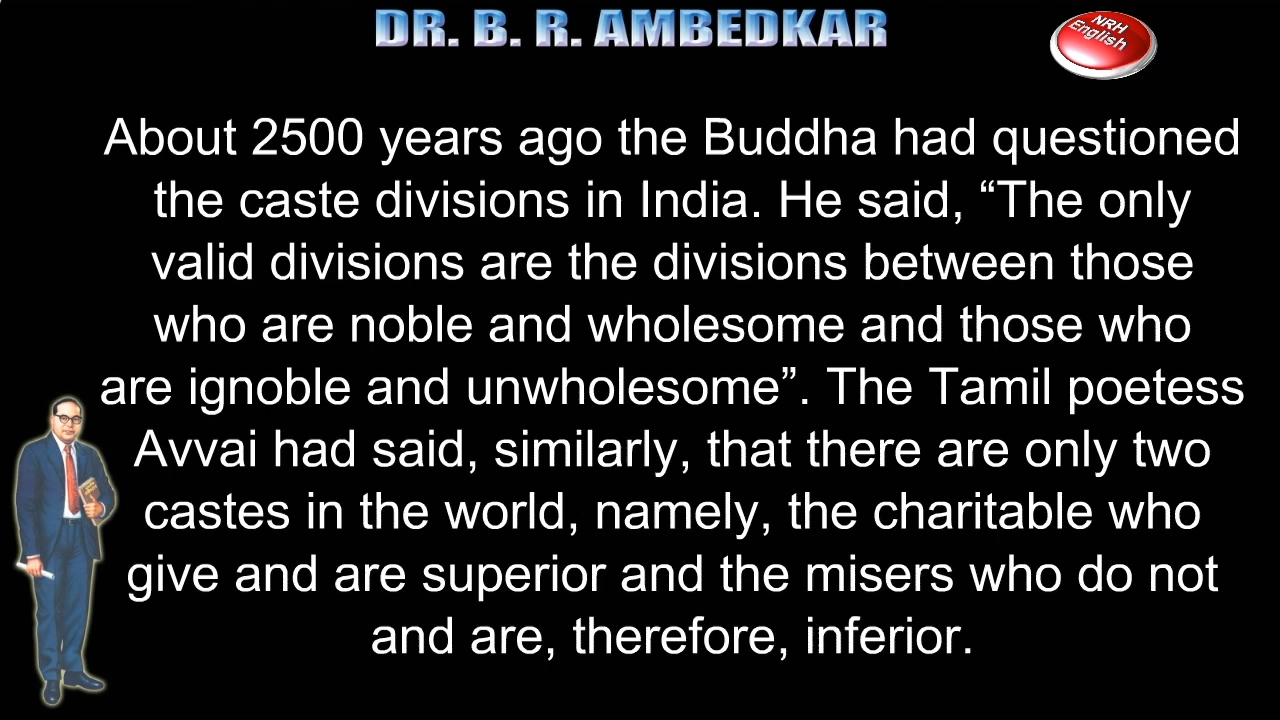 DR. B. R. AMBEDKAR
NRH
English
About 2500 years ago the Buddha had questioned
the caste divisions in India. He said, “The only
valid divisions are the divisions between those
who are noble and wholesome and those who
are ignoble and unwholesome”. The Tamil poetess
Avvai had said, similarly, that there are only two
castes in the world, namely, the charitable who
give and are superior and the misers who do not
and are, therefore, inferior.